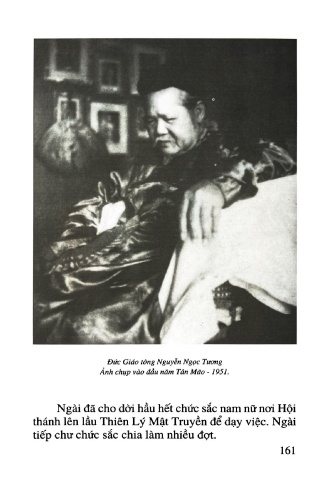 Đức Giáo tông Nguyễn Ngọc Tương
Ảnh chụp vào đầu năm Tân Mão - 1951.
Ngài đã cho dời hầu hết chức sắc nam nữ nơi Hội
thánh lên lầu Thiên Lý Mật Truyền để dạy việc. Ngài
tiếp chư chức sắc chia làm nhiều đợt.
161